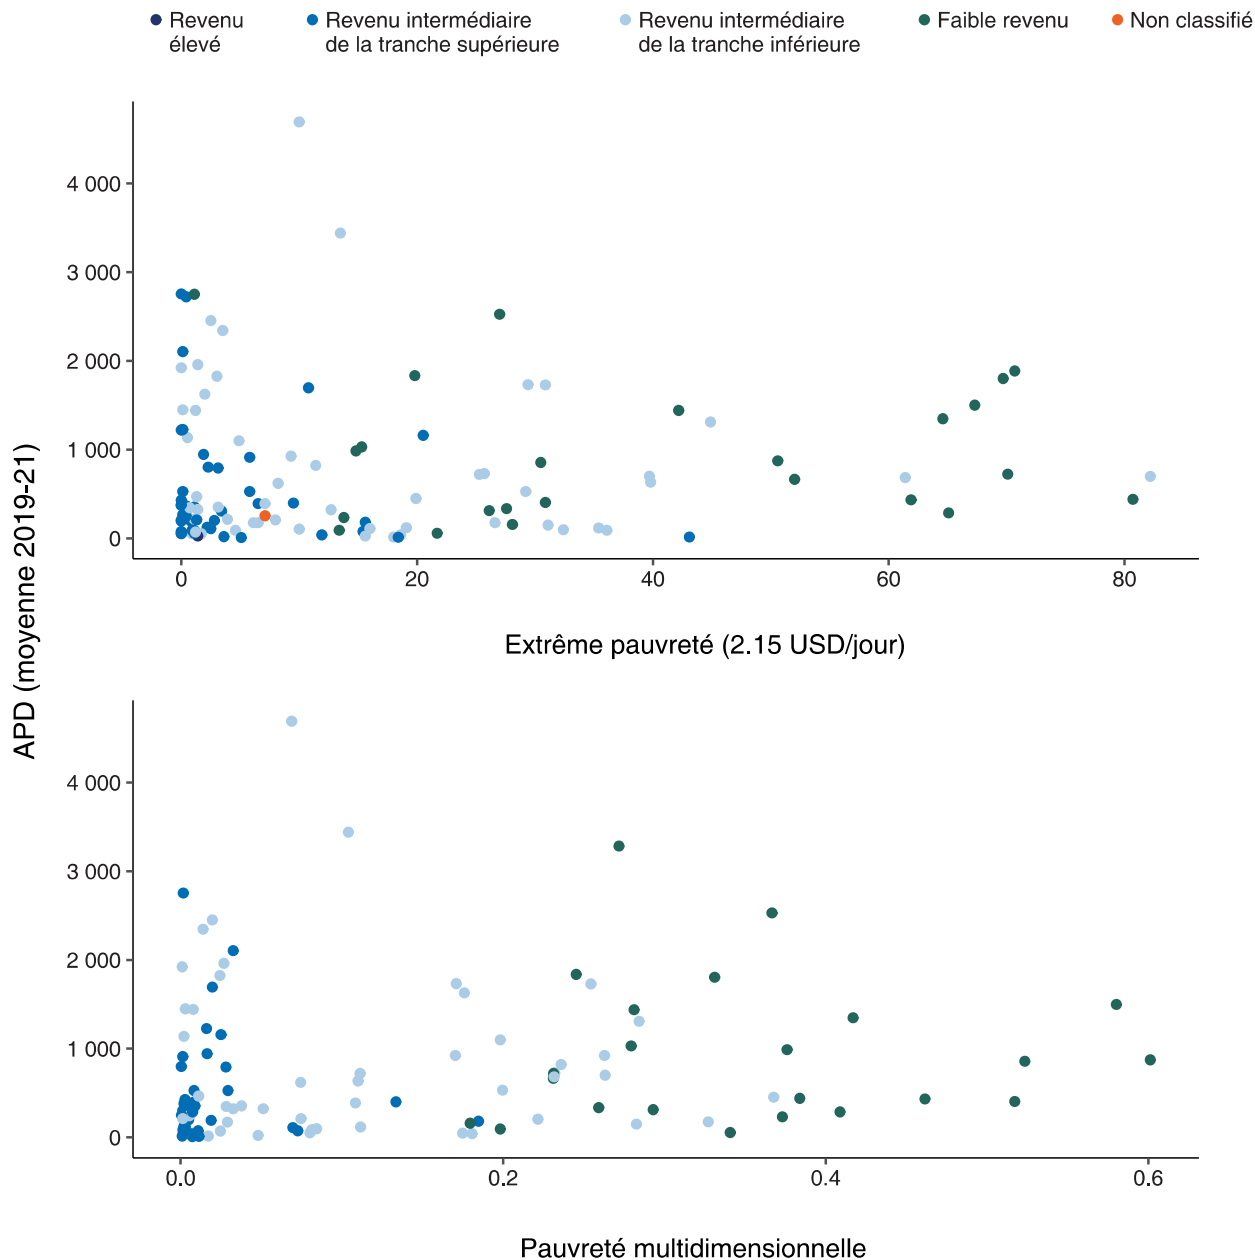 Revenu élevé
Revenu intermédiaire de la tranche supérieure
Revenu intermédiaire de la tranche inférieure
Faible revenu
Non classifié
APD (moyenne 2019-21)
4 000
3 000
2 000
1 000
0
0 20 40 60 80
Extrême pauvreté (2.15 USD/jour)
4 000
3 000
2 000
1 000
0
0.0 0.2 0.4 0.6
Pauvreté multidimensionnelle